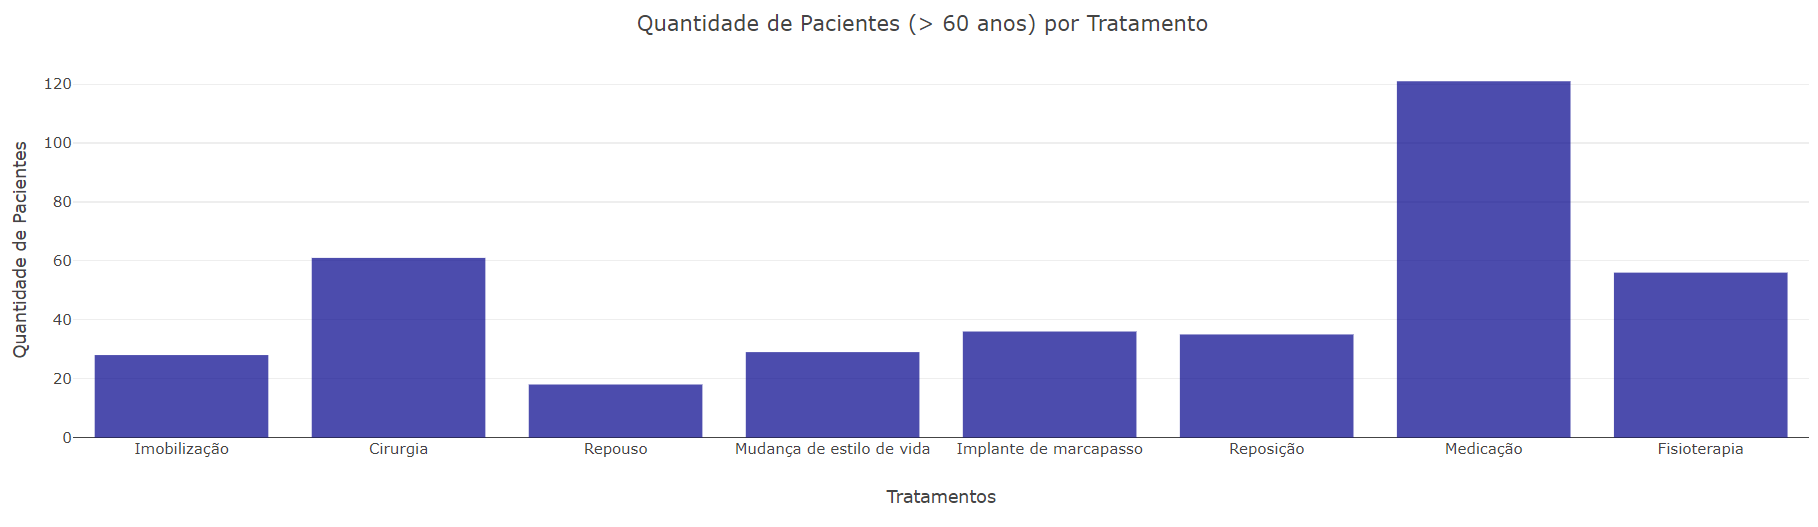 Quantidade de Pacientes (> 60 anos) por Tratamento
Quantidade de Pacientes
120
100
80
60
40
20
0
Imobilização
Cirurgia
Repouso
Mudança de estilo de vida
Implante de marcapasso
Reposição
Medicação
Fisioterapia
Tratamentos